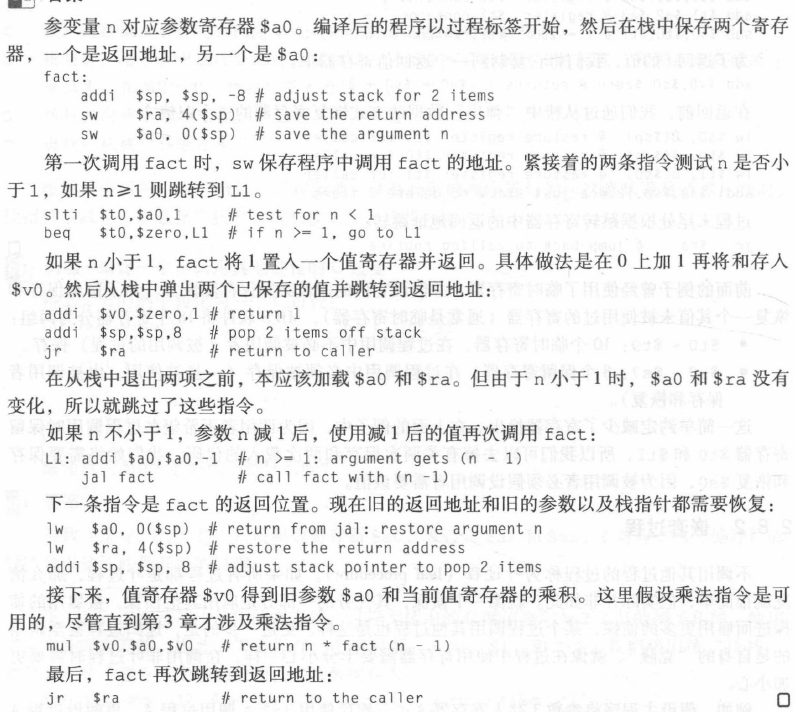 参变量 n 对应参数寄存器 $a0。编译后的程序以过程标签开始，然后在栈中保存两个寄存
器，一个是返回地址，另一个是 $a0：
fact:
addi $sp, $sp, -8 # adjust stack for 2 items
sw $ra, 4($sp) # save the return address
sw $a0, 0($sp) # save the argument n
第一次调用 fact 时，sw 保存程序中调用 fact 的地址。紧接着的两条指令测试 n 是否小
于 1，如果 n≥1 则跳转到 L1。
slti $t0,$a0,1 # test for n < 1
beq $t0,$zero,L1 # if n >= 1, go to L1
如果 n 小于 1，fact 将 1 置入一个值寄存器并返回。具体做法是在 0 上加 1 再将和存入
$v0。然后从栈中弹出两个已保存的值并跳转到返回地址：
addi $v0,$zero,1 # return 1
addi $sp,$sp,8 # pop 2 items off stack
jr $ra # return to caller
在从栈中退出两项之前，本应该加载 $a0 和 $ra。但由于 n 小于 1 时，$a0 和 $ra 没有
变化，所以就跳过了这些指令。
如果 n 不小于 1，参数 n 减 1 后，使用减 1 后的值再次调用 fact：
L1: addi $a0,$a0,-1 # n >= 1: argument gets (n - 1)
jal fact # call fact with (n - 1)
下一条指令是 fact 的返回位置。现在旧的返回地址和旧的参数以及栈指针都需要恢复：
lw $a0, 0($sp) # return from jal: restore argument n
lw $ra, 4($sp) # restore the return address
addi $sp,$sp, 8 # adjust stack pointer to pop 2 items
接下来，值寄存器 $v0 得到旧参数 $a0 和当前值寄存器的乘积。这里假设乘法指令是可
用的，尽管直到第 3 章才涉及乘法指令。
mul $v0,$a0,$v0 # return n * fact (n - 1)
最后，fact 再次跳转到返回地址：
jr $ra # return to the caller